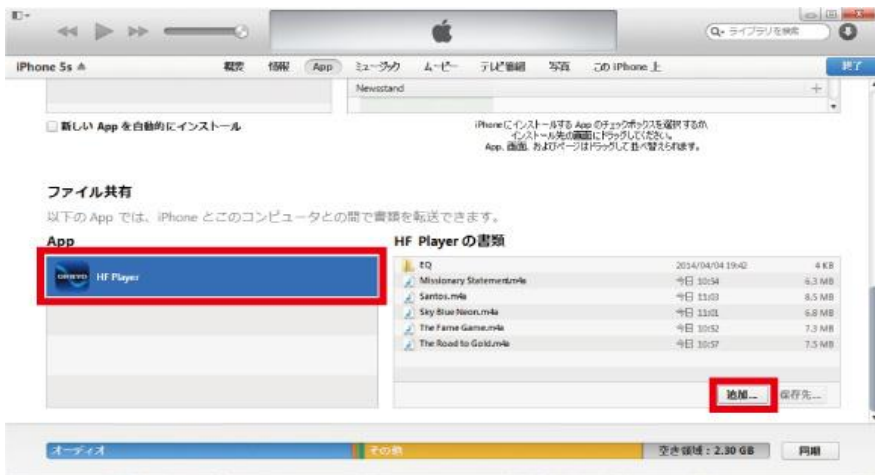 ライブラリを検索
iPhone 5s 概要 情報 App ミュージック ムービー テレビ番組 写真 この iPhone 上 終了
Newsstand
新しい App を自動的にインストール
iPhone にインストールする App のチェックボックスを選択するか、
インストール先の画面にドラッグしてください。
App、画面、およびページはドラッグして並べ替えられます。
ファイル共有
以下の App では、iPhone とこのコンピュータとの間で書類を転送できます。
App
HF Player の書類
ONKYO HF Player
EQ 2014/04/04 19:42 4 KB
Missionary Statement.m4a 今日 10:54 6.3 MB
Santos.m4a 今日 11:03 8.5 MB
Sky Blue Neon.m4a 今日 11:01 6.8 MB
The Fame Game.m4a 今日 10:52 7.3 MB
The Road to Gold.m4a 今日 10:57 7.5 MB
追加... 保存先...
オーディオ その他 空き領域：2.30 GB 同期